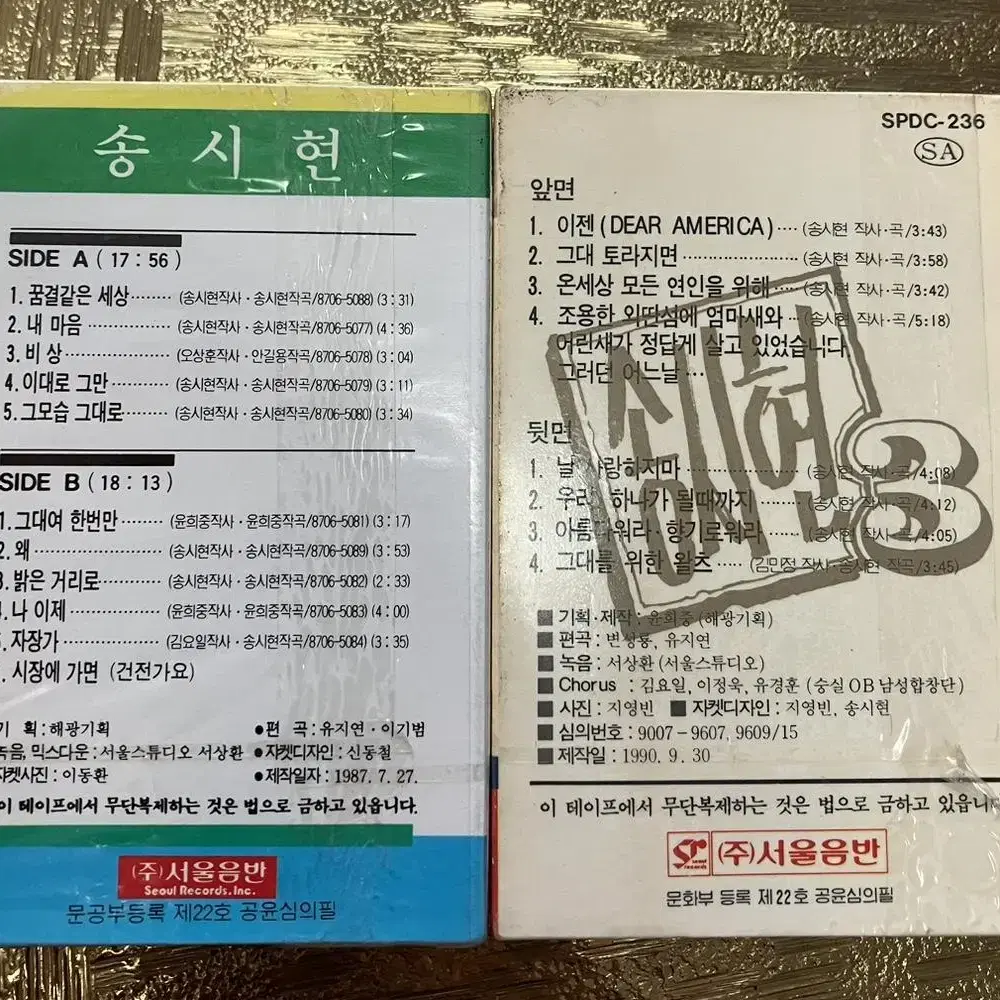 송시현
SIDE A (17 : 56)
1. 꿈결같은 세상········(송시현작사·송시현작곡/8706-5088) (3 : 31)
2. 내 마음················(송시현작사·송시현작곡/8706-5077) (4 : 36)
3. 비 상····················(오상훈작사·안길용작곡/8706-5078) (3 : 04)
4. 이대로 그만············(송시현작사·송시현작곡/8706-5079) (3 : 11)
5. 그모습 그대로·········(송시현작사·송시현작곡/8706-5080) (3 : 34)
SIDE B (18 : 13)
1. 그대여 한번만·········(윤희중작사·윤희중작곡/8706-5081) (3 : 17)
2. 왜························(송시현작사·송시현작곡/8706-5089) (3 : 53)
3. 밝은 거리로············(송시현작사·송시현작곡/8706-5082) (2 : 33)
4. 나 이제·················(윤희중작사·윤희중작곡/8706-5083) (4 : 00)
자장가··················(김요일작사·송시현작곡/8706-5084) (3 : 35)
시장에 가면 (건전가요)
기 획 : 해광기획 ●편 곡 : 유지연·이기범
녹음, 믹스다운 : 서울스튜디오 서상환 ●자켓디자인 : 신동철
자켓사진 : 이동환 ●제작일자 : 1987. 7. 27.
이 테이프에서 무단복제하는 것은 법으로 금하고 있읍니다.
(주)서울음반
Seoul Records, Inc.
문공부등록 제22호 공윤심의필
SPDC-236
SA
앞면
1. 이젠(DEAR AMERICA)····(송시현 작사·곡/3:43)
2. 그대 토라지면·····················(송시현 작사·곡/3:58)
3. 온세상 모든 연인을 위해····(송시현 작사·곡/3:42)
4. 조용한 외딴섬에 엄마새와··(송시현 작사·곡/5:18)
어린새가 정답게 살고 있었습니다.
그러던 어느날···
송시현 3
뒷면
1. 날 사랑하지마····················(송시현 작사·곡/4:08)
2. 우리 하나가 될때까지·······(송시현 작사·곡/4:12)
3. 아름다워라·향기로워라·····(송시현 작사·곡/4:05)
4. 그대를 위한 왈츠·····(김민정 작사·송시현 작곡/3:45)
■ 기획·제작 : 윤희중(해광기획)
■ 편곡 : 변성룡, 유지연
■ 녹음 : 서상환(서울스튜디오)
■ Chorus : 김요일, 이정욱, 유경훈(숭실OB남성합창단)
■ 사진 : 지영빈 ■ 자켓디자인 : 지영빈, 송시현
■ 심의번호 : 9007-9607, 9609/15
■ 제작일 : 1990. 9. 30
이 테이프에서 무단복제하는 것은 법으로 금하고 있읍니다
seoul records
(주)서울음반
문화부 등록 제22호 공윤심의필